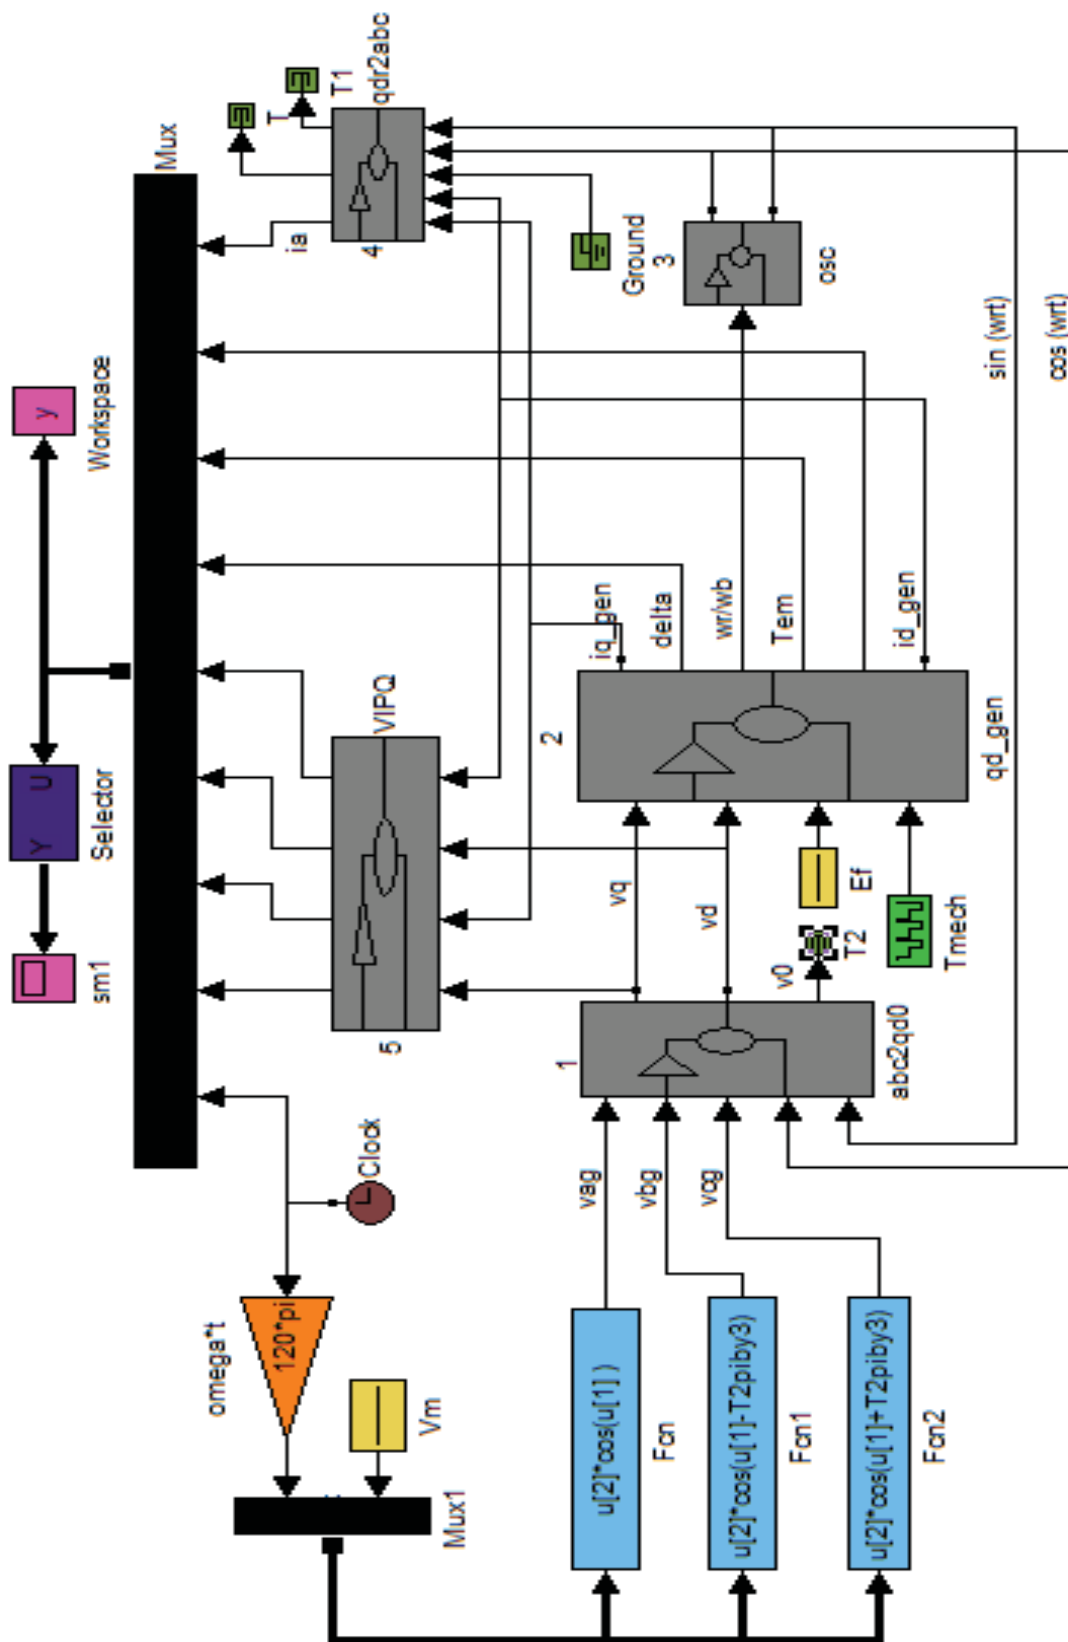 Mux1
Vm
omega*t
120*pi
Clock
sm1
Selector
Y U
Workspace
y
Mux
u[2]*cos(u[1] )
Fcn
u[2]*cos(u[1]-T2piby3)
Fcn1
u[2]*cos(u[1]+T2piby3)
Fcn2
vag
vbg
vcg
1
abc2qd0
vq
vd
v0
T2
Ef
Tmech
5
VIPQ
2
qd_gen
iq_gen
delta
wr/wb
Tem
id_gen
3
osc
Ground
ia
4
T
T1
qdr2abc
sin (wrt)
cos (wrt)